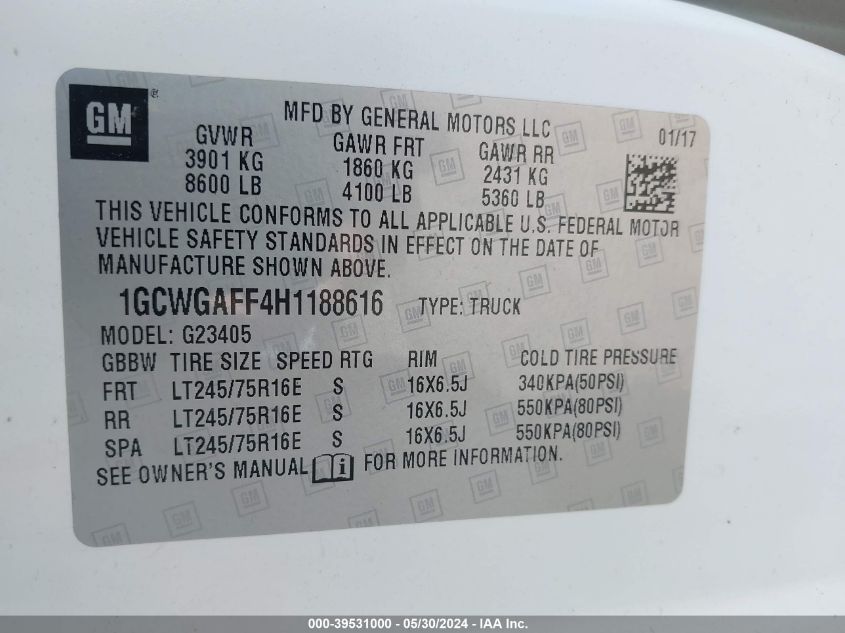 GM ®
MFD BY GENERAL MOTORS LLC
01/17
GVWR GAWR FRT GAWR RR
3901 KG 1860 KG 2431 KG
8600 LB 4100 LB 5360 LB
THIS VEHICLE CONFORMS TO ALL APPLICABLE U.S. FEDERAL MOTOR
VEHICLE SAFETY STANDARDS IN EFFECT ON THE DATE OF
MANUFACTURE SHOWN ABOVE.
1GCWGAFF4H1188616 TYPE: TRUCK
MODEL: G23405
GBBW TIRE SIZE SPEED RTG RIM COLD TIRE PRESSURE
FRT LT245/75R16E S 16X6.5J 340KPA(50PSI)
RR LT245/75R16E S 16X6.5J 550KPA(80PSI)
SPA LT245/75R16E S 16X6.5J 550KPA(80PSI)
SEE OWNER'S MANUAL i FOR MORE INFORMATION.
000-39531000 - 05/30/2024 - IAA Inc.